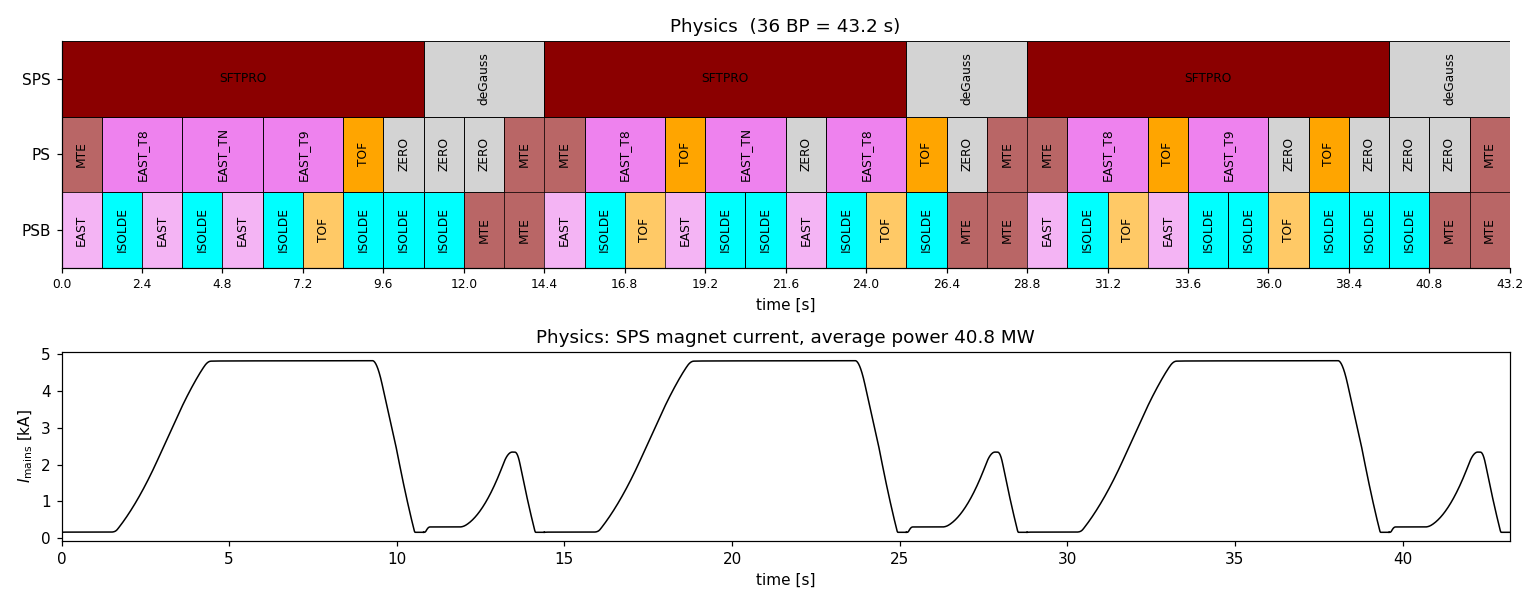 Physics  (36 BP = 43.2 s)
SPS SFTPRO deGauss SFTPRO deGauss SFTPRO deGauss
PS MTE EAST_T8 EAST_TN EAST_T9 TOF ZERO ZERO ZERO MTE MTE EAST_T8 TOF EAST_TN ZERO EAST_T8 TOF ZERO MTE MTE EAST_T8 TOF EAST_T9 ZERO TOF ZERO ZERO ZERO MTE
PSB EAST ISOLDE EAST ISOLDE EAST ISOLDE TOF ISOLDE ISOLDE ISOLDE MTE MTE EAST ISOLDE TOF EAST ISOLDE ISOLDE EAST ISOLDE TOF ISOLDE MTE MTE EAST ISOLDE TOF EAST ISOLDE ISOLDE TOF ISOLDE ISOLDE ISOLDE MTE MTE
0.0 2.4 4.8 7.2 9.6 12.0 14.4 16.8 19.2 21.6 24.0 26.4 28.8 31.2 33.6 36.0 38.4 40.8 43.2
time [s]
Physics: SPS magnet current, average power 40.8 MW
I_mains [kA]
5
4
3
2
1
0
0 5 10 15 20 25 30 35 40
time [s]